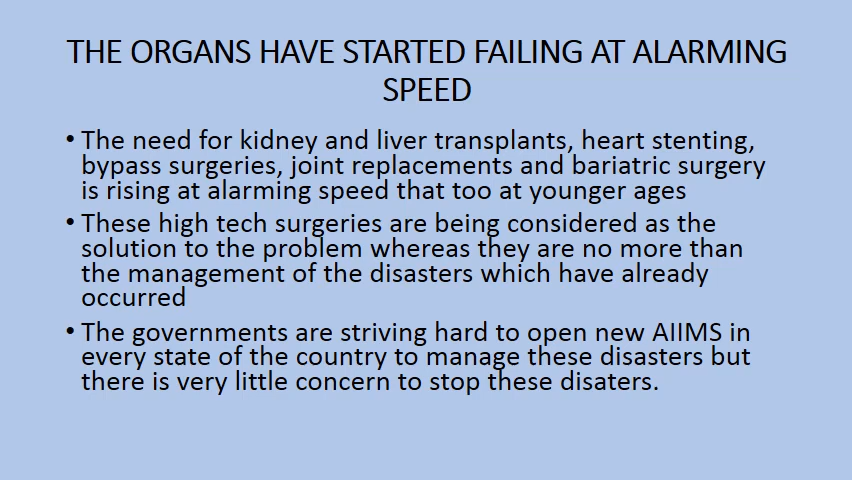 THE ORGANS HAVE STARTED FAILING AT ALARMING
SPEED
• The need for kidney and liver transplants, heart stenting,
bypass surgeries, joint replacements and bariatric surgery
is rising at alarming speed that too at younger ages
• These high tech surgeries are being considered as the
solution to the problem whereas they are no more than
the management of the disasters which have already
occurred
• The governments are striving hard to open new AIIMS in
every state of the country to manage these disasters but
there is very little concern to stop these disaters.